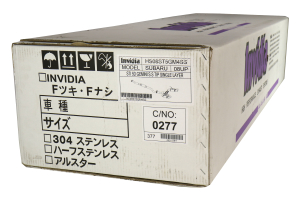 Invidia
HS06STSGM4SS
MODEL: SUBARU
□INVIDIA
Fツキ・Fナシ
車種
サイズ
□304 ステンレス
□ハーフステンレス
□アルスター
C/NO:
0277
Invidia